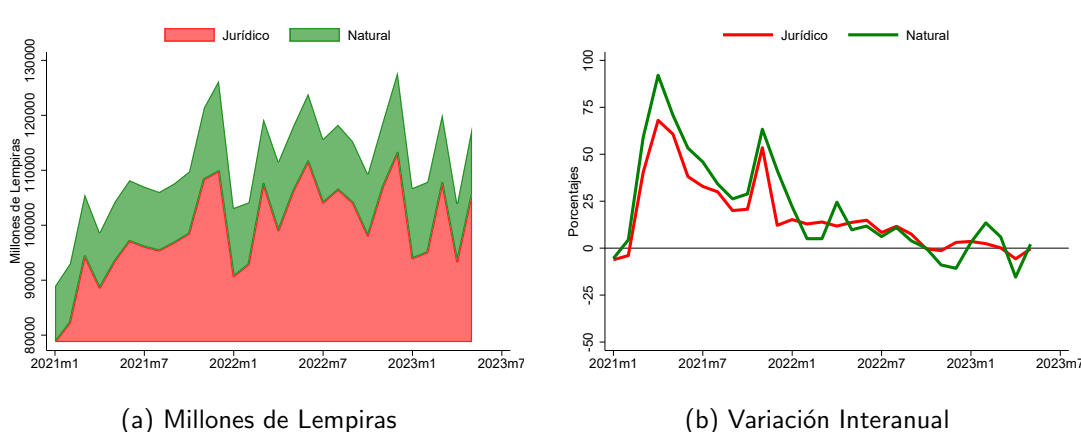 Jurídico Natural
Millones de Lempiras
130000
120000
110000
100000
90000
80000
2021m1 2021m7 2022m1 2022m7 2023m1 2023m7
(a) Millones de Lempiras
Jurídico Natural
Porcentajes
100
75
50
25
0
-25
-50
2021m1 2021m7 2022m1 2022m7 2023m1 2023m7
(b) Variación Interanual